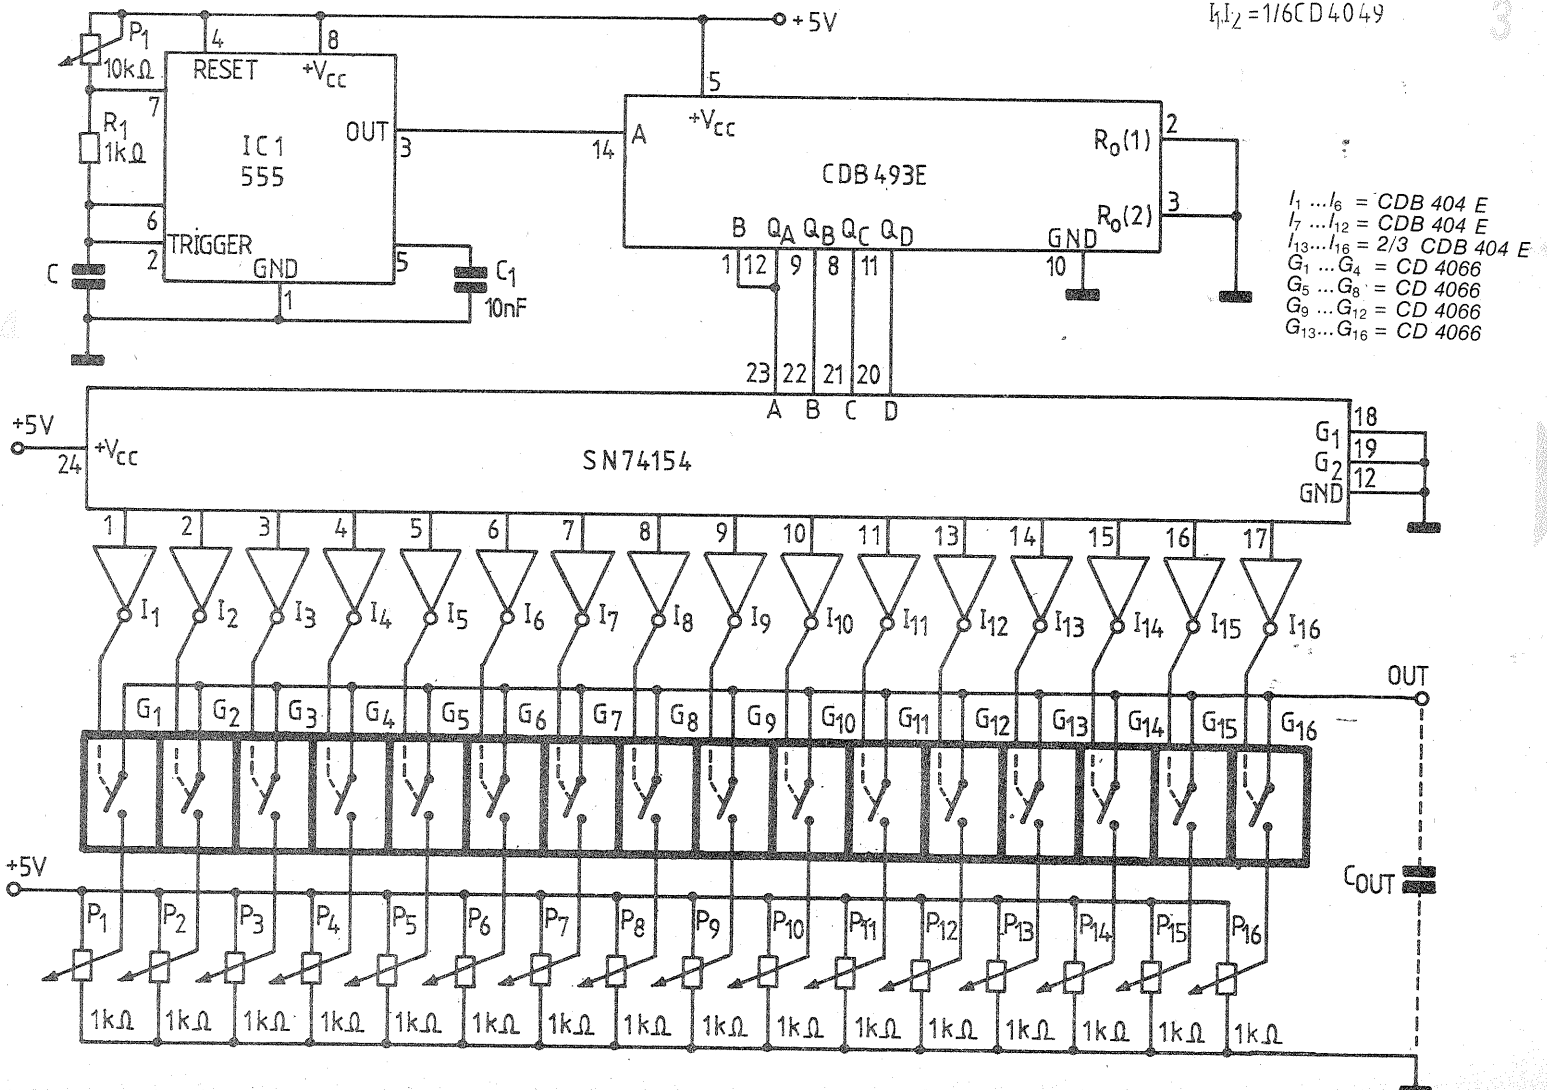 I₁,I₂ = 1/6CD4049
3
+5V
P₁
10kΩ
4
8
RESET
+VCC
7
5
R₁
1kΩ
IC1
555
OUT
3
14
A
+VCC
R₀(1)
2
CDB493E
6
R₀(2)
3
TRIGGER
2
GND
5
1
C
C₁
10nF
B QA QB QC QD
GND
1 12 9 8 11
10
I₁ ...I₆ = CDB 404 E
I₇ ...I₁₂ = CDB 404 E
I₁₃...I₁₆ = 2/3 CDB 404 E
G₁ ...G₄ = CD 4066
G₅ ...G₈ = CD 4066
G₉ ...G₁₂ = CD 4066
G₁₃...G₁₆ = CD 4066
23 22 21 20
A B C D
+5V
24
+VCC
SN74154
G₁
18
G₂
19
GND
12
1 2 3 4 5 6 7 8 9 10 11 13 14 15 16 17
I₁ I₂ I₃ I₄ I₅ I₆ I₇ I₈ I₉ I₁₀ I₁₁ I₁₂ I₁₃ I₁₄ I₁₅ I₁₆
OUT
G₁ G₂ G₃ G₄ G₅ G₆ G₇ G₈ G₉ G₁₀ G₁₁ G₁₂ G₁₃ G₁₄ G₁₅ G₁₆
+5V
COUT
P₁ P₂ P₃ P₄ P₅ P₆ P₇ P₈ P₉ P₁₀ P₁₁ P₁₂ P₁₃ P₁₄ P₁₅ P₁₆
1kΩ 1kΩ 1kΩ 1kΩ 1kΩ 1kΩ 1kΩ 1kΩ 1kΩ 1kΩ 1kΩ 1kΩ 1kΩ 1kΩ 1kΩ 1kΩ